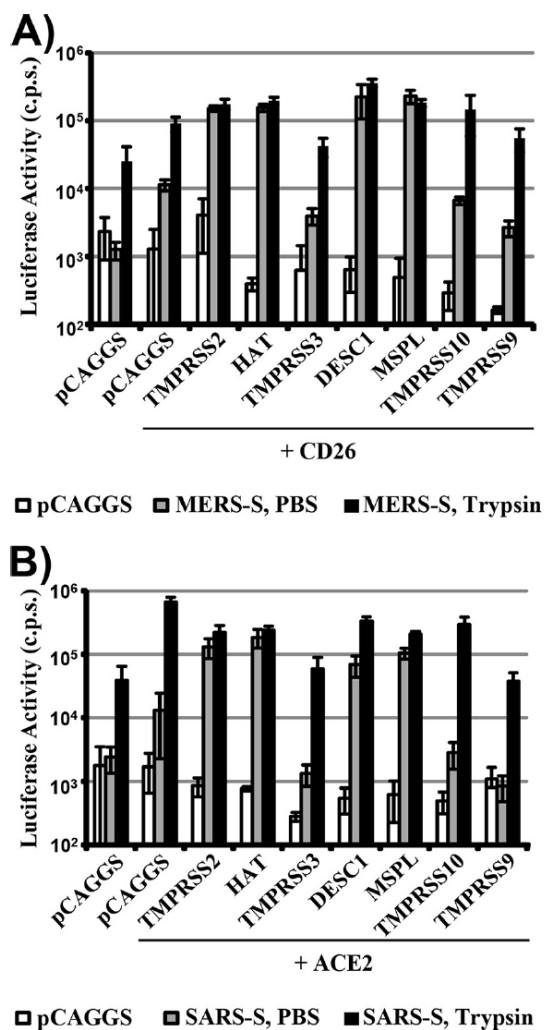 A)
Luciferase Activity (c.p.s.)
10⁶
10⁵
10⁴
10³
10²
pCAGGS
pCAGGS
TMPRSS2
HAT
TMPRSS3
DESC1
MSPL
TMPRSS10
TMPRSS9
+ CD26
pCAGGS MERS-S, PBS MERS-S, Trypsin
B)
Luciferase Activity (c.p.s.)
10⁶
10⁵
10⁴
10³
10²
pCAGGS
pCAGGS
TMPRSS2
HAT
TMPRSS3
DESC1
MSPL
TMPRSS10
TMPRSS9
+ ACE2
pCAGGS SARS-S, PBS SARS-S, Trypsin